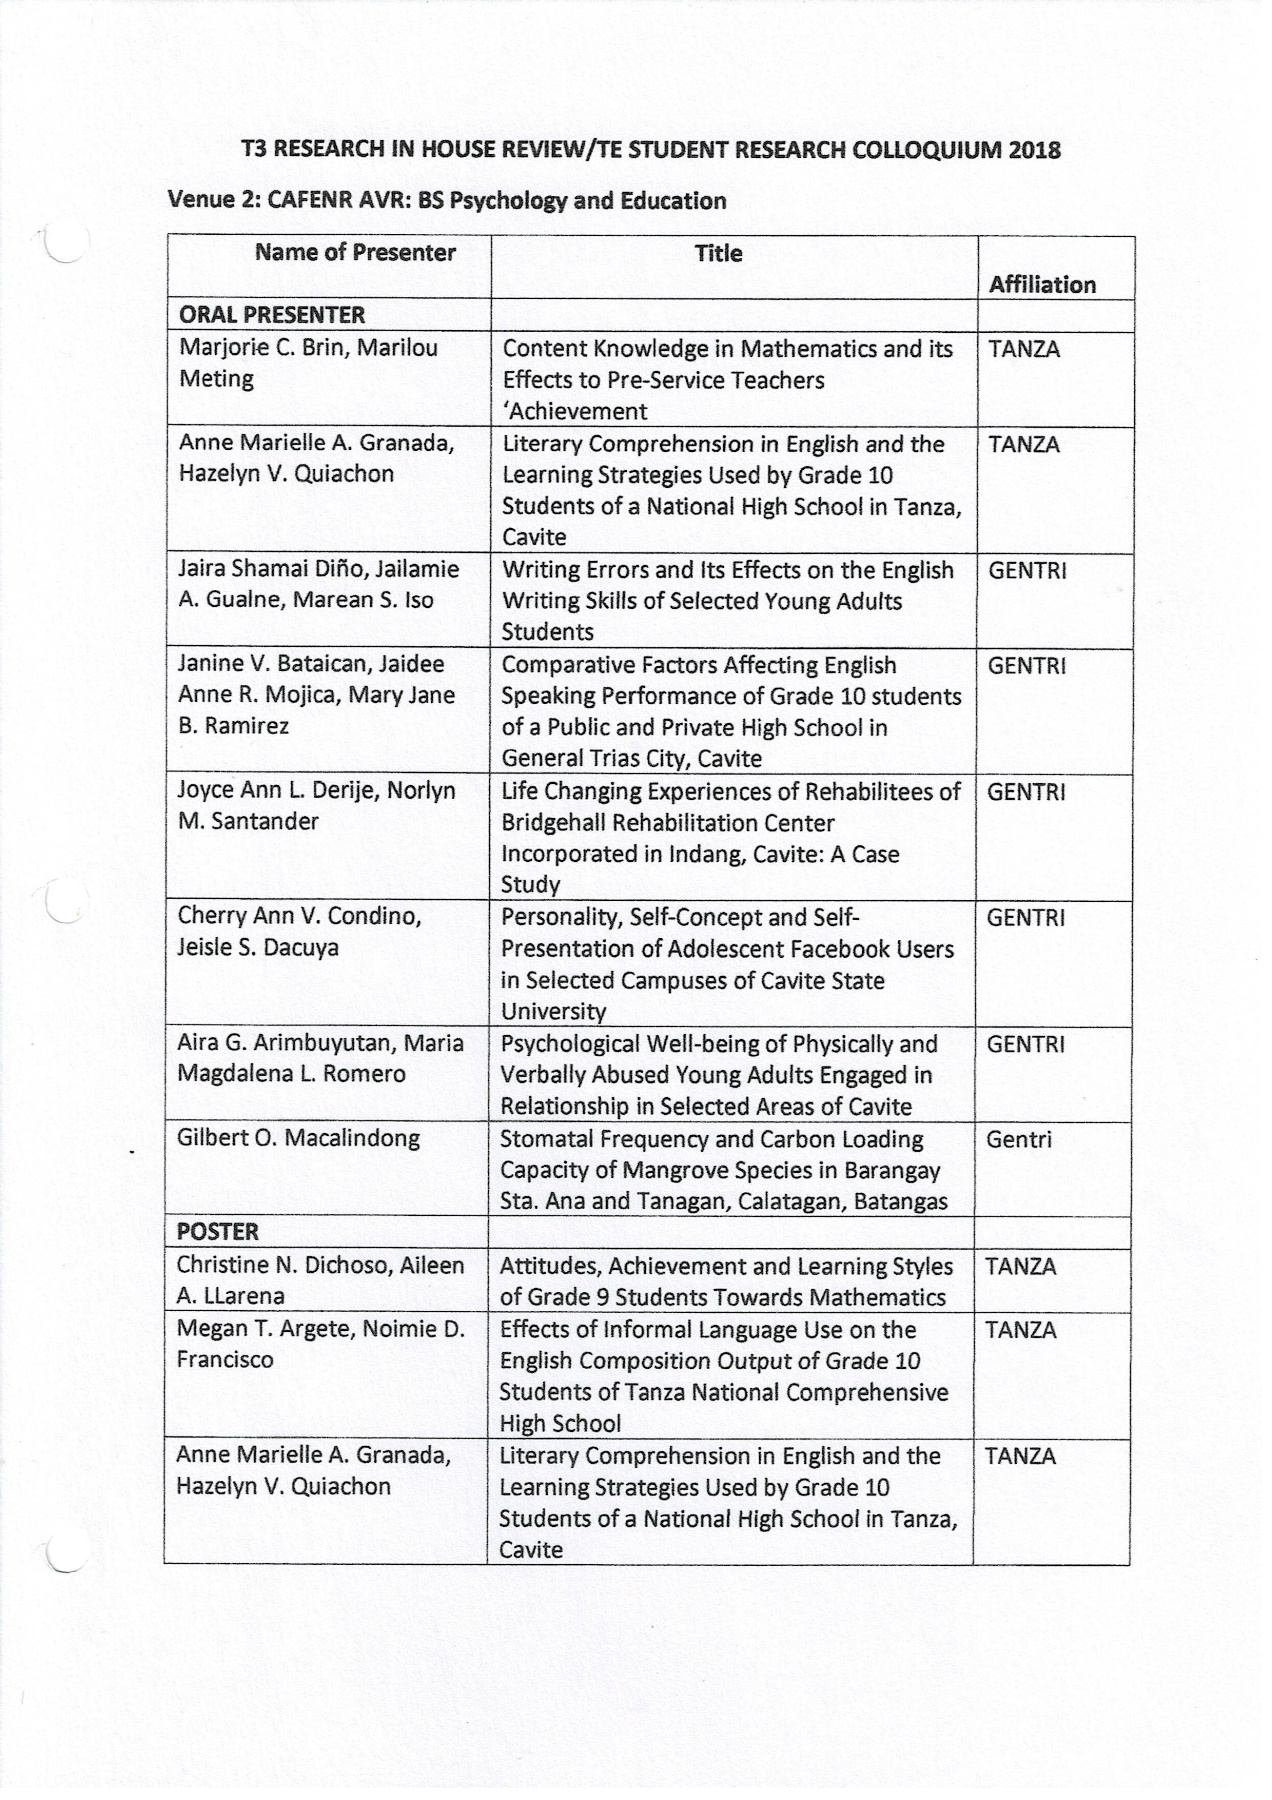 T3 RESEARCH IN HOUSE REVIEW/TE STUDENT RESEARCH COLLOQUIUM 2018
Venue 2: CAFENR AVR: BS Psychology and Education
Name of Presenter
Title
Affiliation
ORAL PRESENTER
Marjorie C. Brin, Marilou
Meting
Content Knowledge in Mathematics and its
Effects to Pre-Service Teachers
‘Achievement
TANZA
Anne Marielle A. Granada,
Hazelyn V. Quiachon
Literary Comprehension in English and the
Learning Strategies Used by Grade 10
Students of a National High School in Tanza,
Cavite
TANZA
Jaira Shamai Diño, Jailamie
A. Gualne, Marean S. Iso
Writing Errors and Its Effects on the English
Writing Skills of Selected Young Adults
Students
GENTRI
Janine V. Bataican, Jaidee
Anne R. Mojica, Mary Jane
B. Ramirez
Comparative Factors Affecting English
Speaking Performance of Grade 10 students
of a Public and Private High School in
General Trias City, Cavite
GENTRI
Joyce Ann L. Derije, Norlyn
M. Santander
Life Changing Experiences of Rehabilitees of
Bridgehall Rehabilitation Center
Incorporated in Indang, Cavite: A Case
Study
GENTRI
Cherry Ann V. Condino,
Jeisle S. Dacuya
Personality, Self-Concept and Self-
Presentation of Adolescent Facebook Users
in Selected Campuses of Cavite State
University
GENTRI
Aira G. Arimbuyutan, Maria
Magdalena L. Romero
Psychological Well-being of Physically and
Verbally Abused Young Adults Engaged in
Relationship in Selected Areas of Cavite
GENTRI
Gilbert O. Macalindong
Stomatal Frequency and Carbon Loading
Capacity of Mangrove Species in Barangay
Sta. Ana and Tanagan, Calatagan, Batangas
Gentri
POSTER
Christine N. Dichoso, Aileen
A. LLarena
Attitudes, Achievement and Learning Styles
of Grade 9 Students Towards Mathematics
TANZA
Megan T. Argete, Noimie D.
Francisco
Effects of Informal Language Use on the
English Composition Output of Grade 10
Students of Tanza National Comprehensive
High School
TANZA
Anne Marielle A. Granada,
Hazelyn V. Quiachon
Literary Comprehension in English and the
Learning Strategies Used by Grade 10
Students of a National High School in Tanza,
Cavite
TANZA